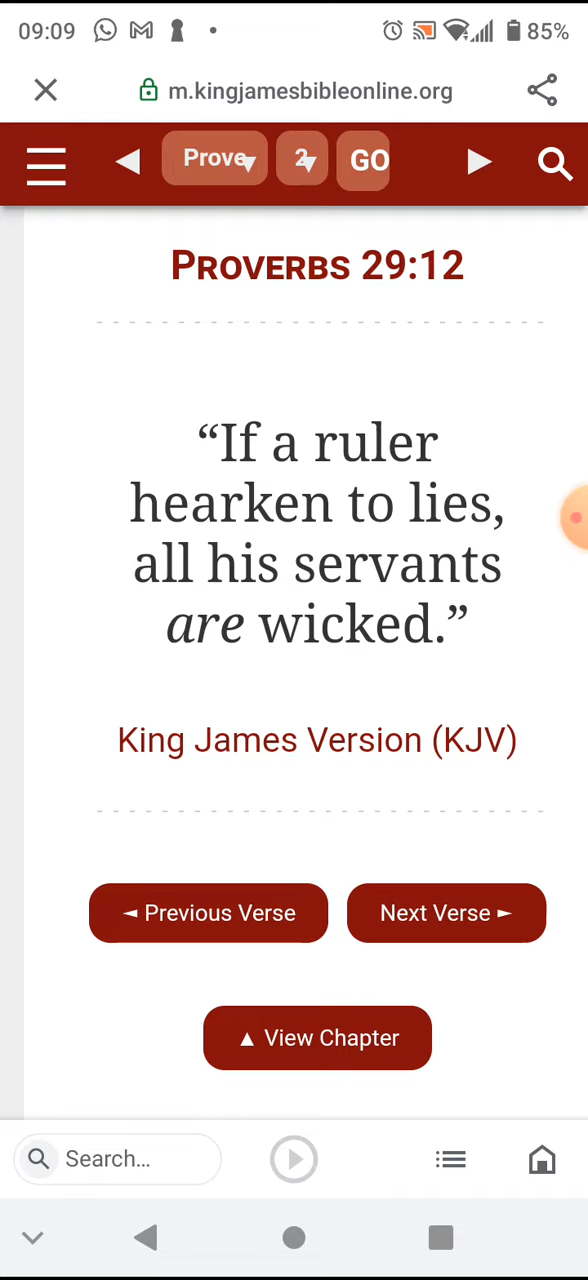 09:09 85%
m.kingjamesbibleonline.org
Prove 2 GO
PROVERBS 29:12
“If a ruler
hearken to lies,
all his servants
are wicked.”
King James Version (KJV)
◄ Previous Verse Next Verse ►
▲ View Chapter
Search...